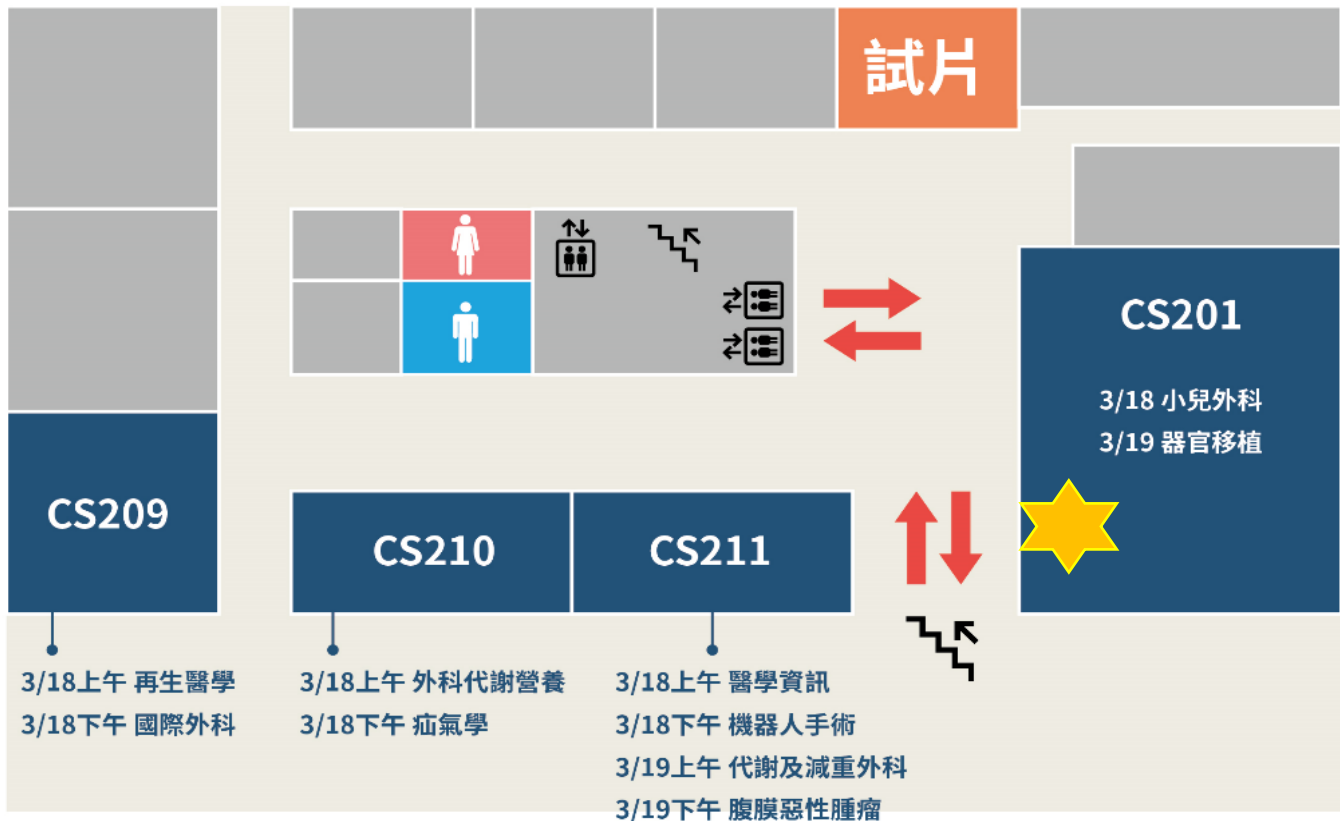 試片
CS201
3/18 小兒外科
3/19 器官移植
CS209
3/18上午 再生醫學
3/18下午 國際外科
CS210
3/18上午 外科代謝營養
3/18下午 疝氣學
CS211
3/18上午 醫學資訊
3/18下午 機器人手術
3/19上午 代謝及減重外科
3/19下午 腹膜惡性腫瘤